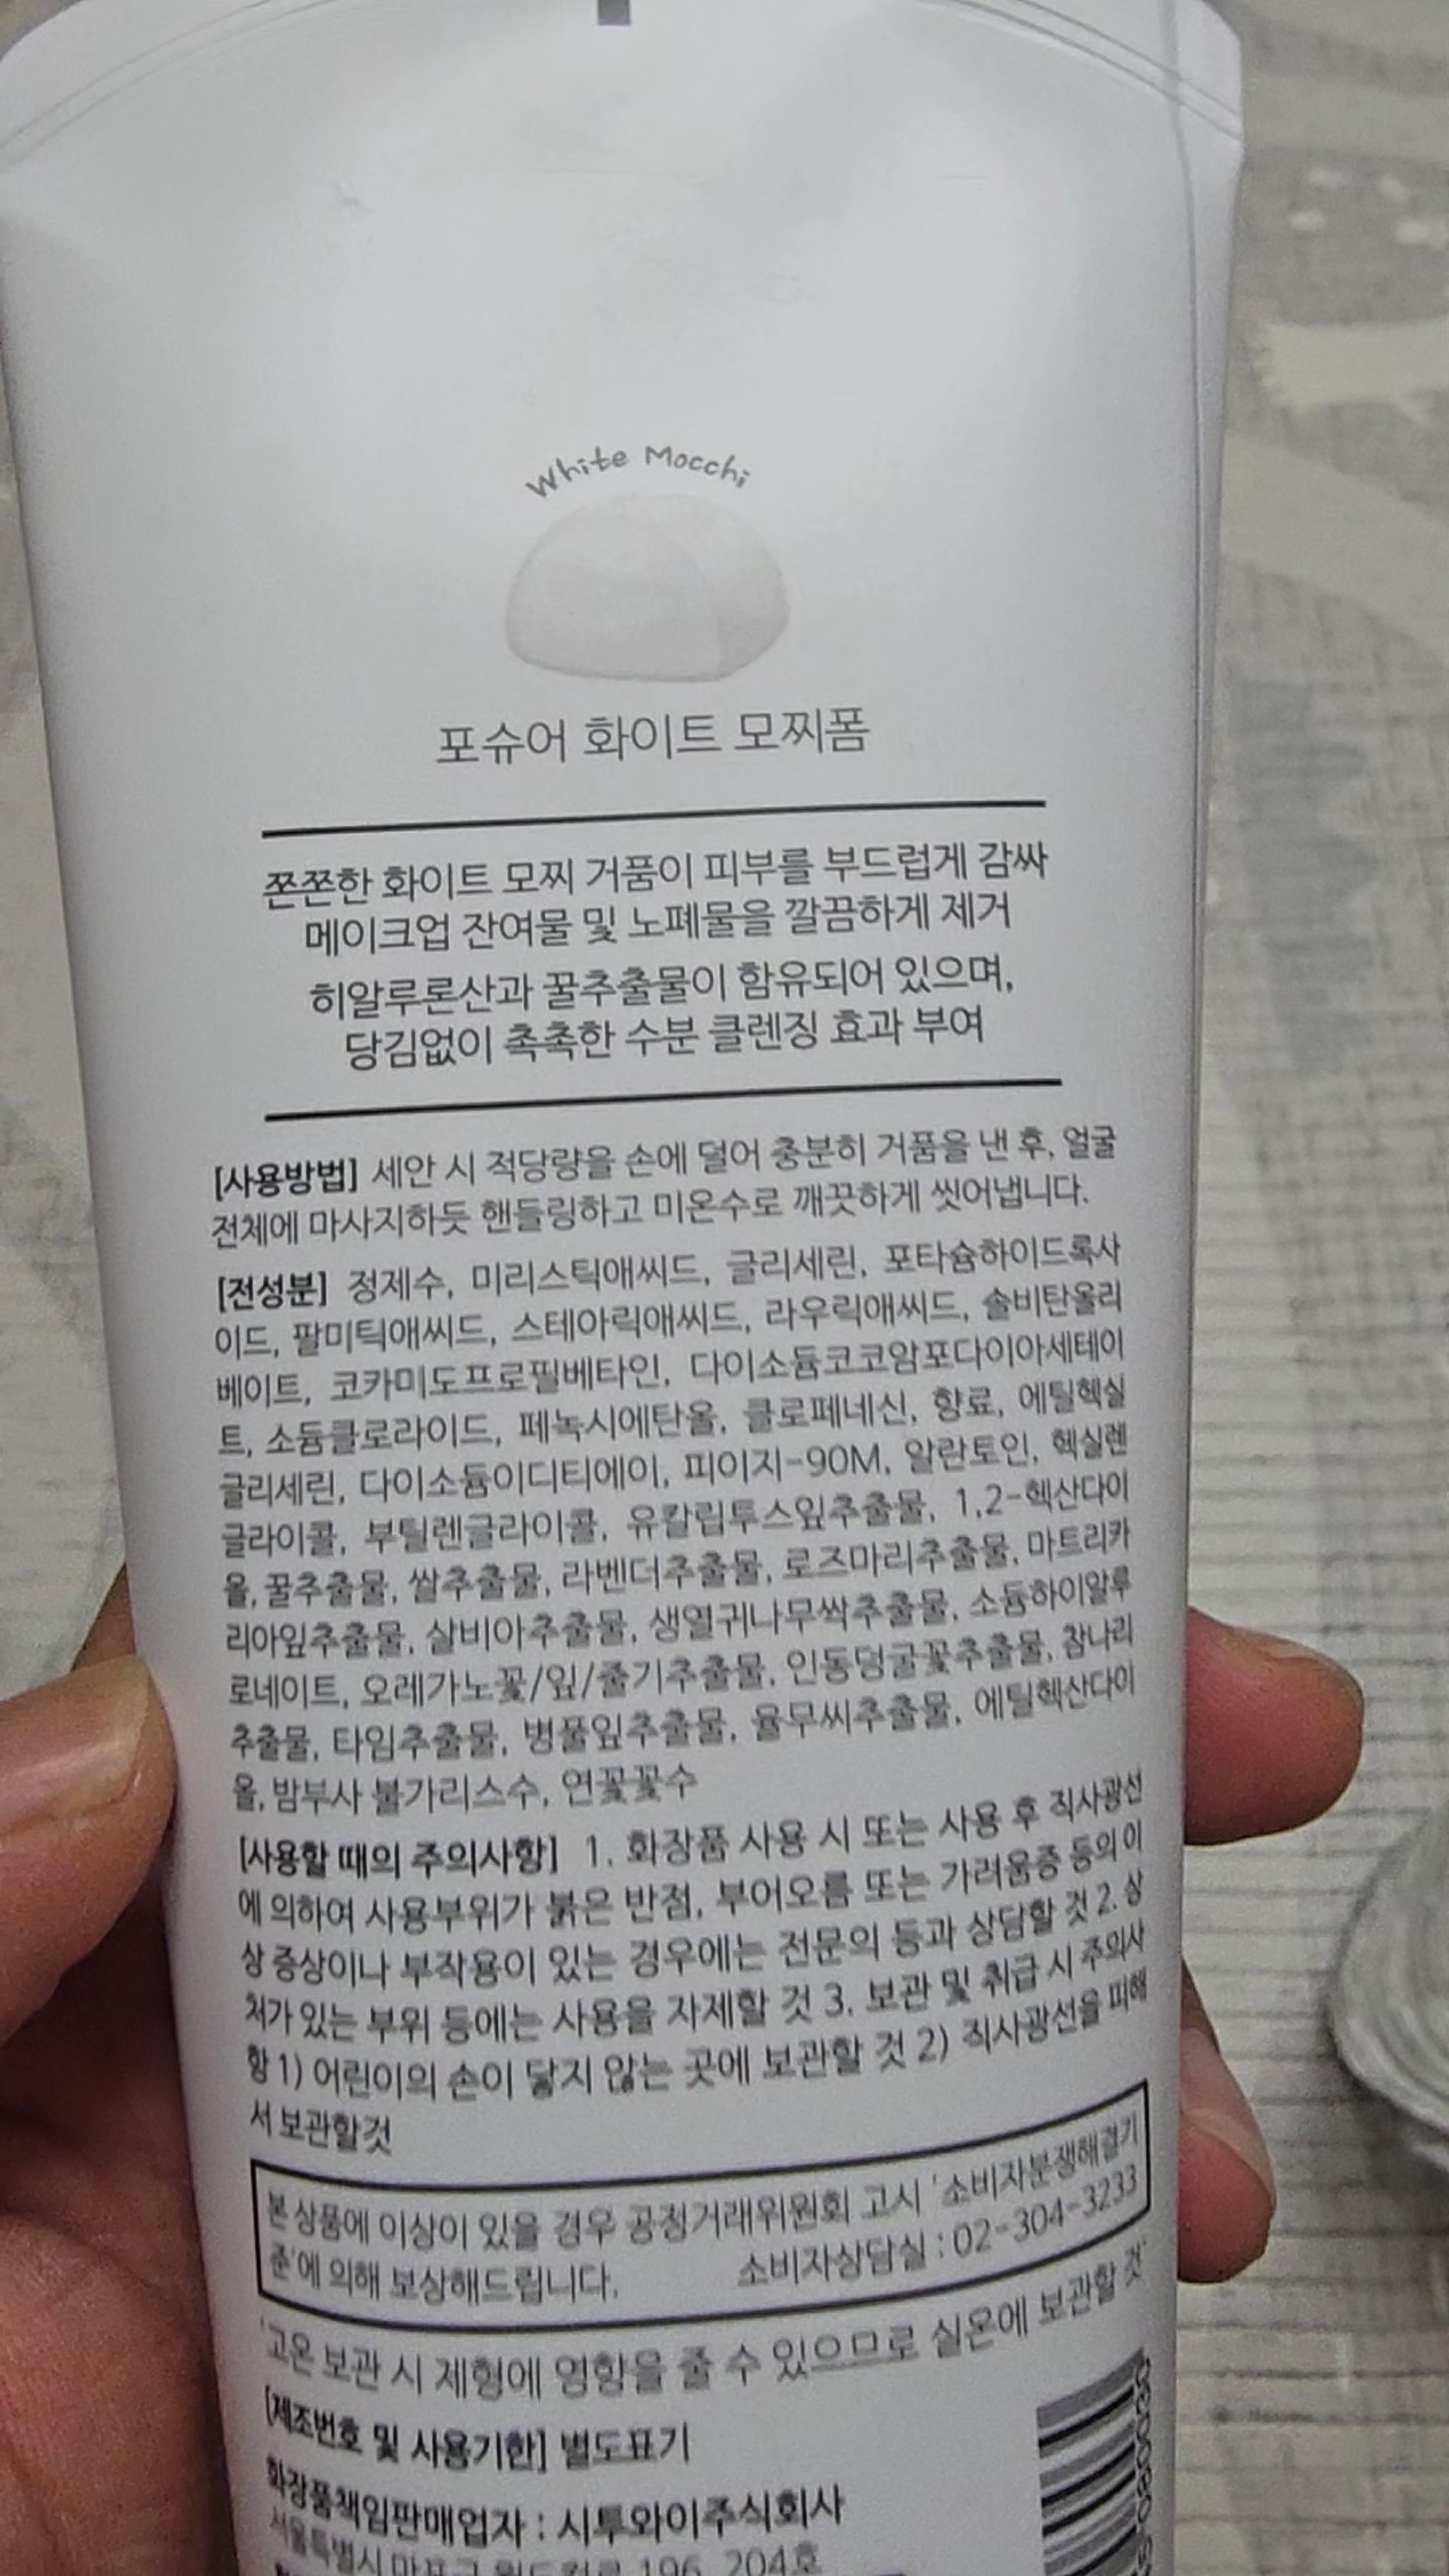 White Mocchi
포슈어 화이트 모찌폼
쫀쫀한 화이트 모찌 거품이 피부를 부드럽게 감싸
메이크업 잔여물 및 노폐물을 깔끔하게 제거
히알루론산과 꿀추출물이 함유되어 있으며,
당김없이 촉촉한 수분 클렌징 효과 부여
[사용방법] 세안 시 적당량을 손에 덜어 충분히 거품을 낸 후, 얼굴
전체에 마사지하듯 핸들링하고 미온수로 깨끗하게 씻어냅니다.
[전성분] 정제수, 미리스틱애씨드, 글리세린, 포타슘하이드록사
이드, 팔미틱애씨드, 스테아릭애씨드, 라우릭애씨드, 솔비탄올리
베이트, 코카미도프로필베타인, 다이소듐코코암포다이아세테이
트, 소듐클로라이드, 페녹시에탄올, 클로페네신, 향료, 에틸헥실
글리세린, 다이소듐이디티에이, 피이지-90M, 알란토인, 헥실렌
글라이콜, 부틸렌글라이콜, 유칼립투스잎추출물, 1,2-헥산다이
올, 꿀추출물, 쌀추출물, 라벤더추출물, 로즈마리추출물, 마트리카
리아잎추출물, 살비아추출물, 생열귀나무싹추출물, 소듐하이알루
로네이트, 오레가노꽃/잎/줄기추출물, 인동덩굴꽃추출물, 참나리
추출물, 타임추출물, 병풀잎추출물, 율무씨추출물, 에틸헥산다이
올, 밤부사 불가리스수, 연꽃꽃수
[사용할 때의 주의사항] 1. 화장품 사용 시 또는 사용 후 직사광선
에 의하여 사용부위가 붉은 반점, 부어오름 또는 가려움증 등의 이
상 증상이나 부작용이 있는 경우에는 전문의 등과 상담할 것 2. 상
처가 있는 부위 등에는 사용을 자제할 것 3. 보관 및 취급 시 주의사
항 1) 어린이의 손이 닿지 않는 곳에 보관할 것 2) 직사광선을 피해
서 보관할것
본 상품에 이상이 있을 경우 공정거래위원회 고시 '소비자분쟁해결기
준'에 의해 보상해드립니다. 소비자상담실 : 02-304-3233
'고온 보관 시 제형에 영향을 줄 수 있으므로 실온에 보관할 것'
[제조번호 및 사용기한] 별도표기
화장품책임판매업자 : 시투와이주식회사
서울특별시 마포구 월드컵로 196, 204호